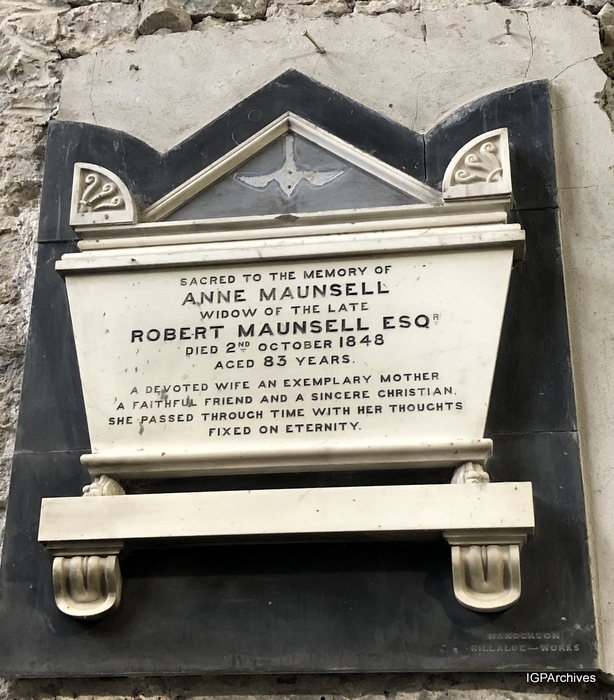 SACRED TO THE MEMORY OF
ANNE MAUNSELL
WIDOW OF THE LATE
ROBERT MAUNSELL ESQR
DIED 2ND OCTOBER 1848
AGED 83 YEARS.
A DEVOTED WIFE AN EXEMPLARY MOTHER
A FAITHFUL FRIEND AND A SINCERE CHRISTIAN.
SHE PASSED THROUGH TIME WITH HER THOUGHTS
FIXED ON ETERNITY.
MANDERSON
KILLALOE—WORKS
IGPArchives